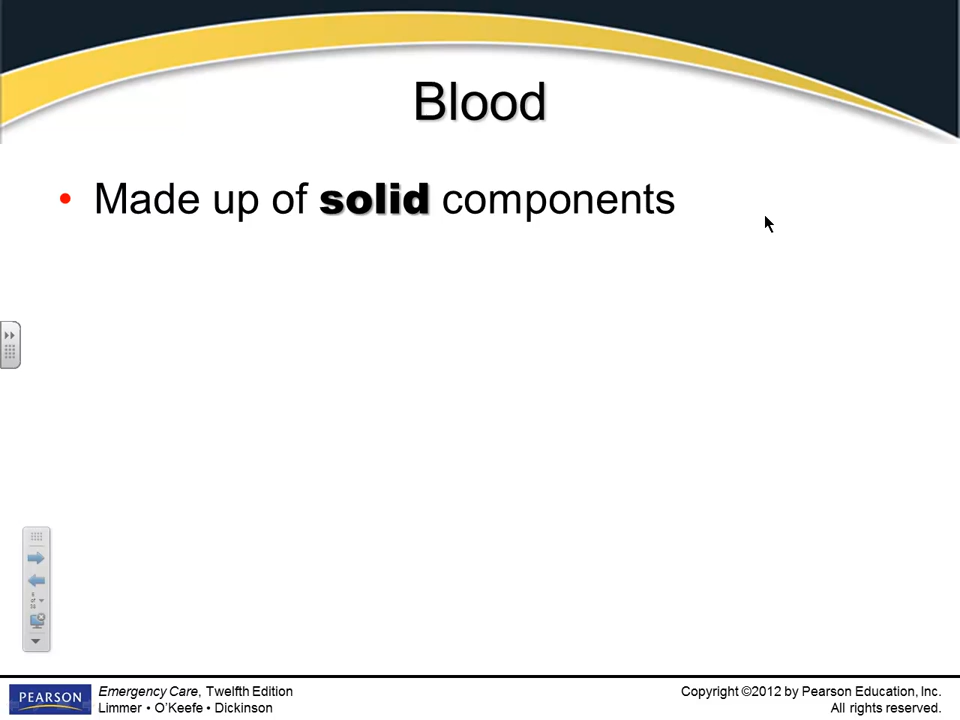 Blood
• Made up of solid components
PEARSON
Emergency Care, Twelfth Edition
Limmer • O'Keefe • Dickinson
Copyright ©2012 by Pearson Education, Inc.
All rights reserved.